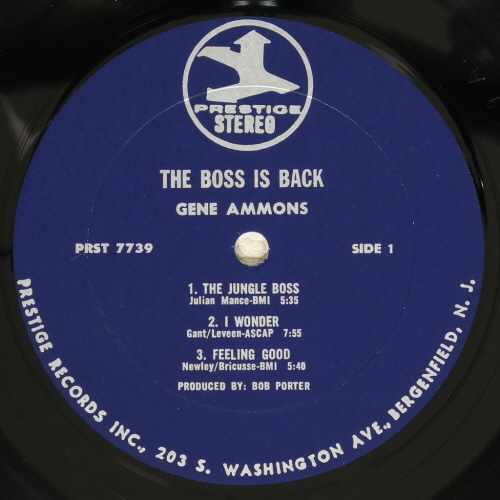 PRESTIGE
STEREO
THE BOSS IS BACK
GENE AMMONS
PRST 7739 SIDE 1
1. THE JUNGLE BOSS
Julian Mance-BMI 5:35
2. I WONDER
Gant/Leveen-ASCAP 7:55
3. FEELING GOOD
Newley/Bricusse-BMI 5:40
PRODUCED BY: BOB PORTER
PRESTIGE RECORDS INC., 203 S. WASHINGTON AVE., BERGENFIELD, N. J.